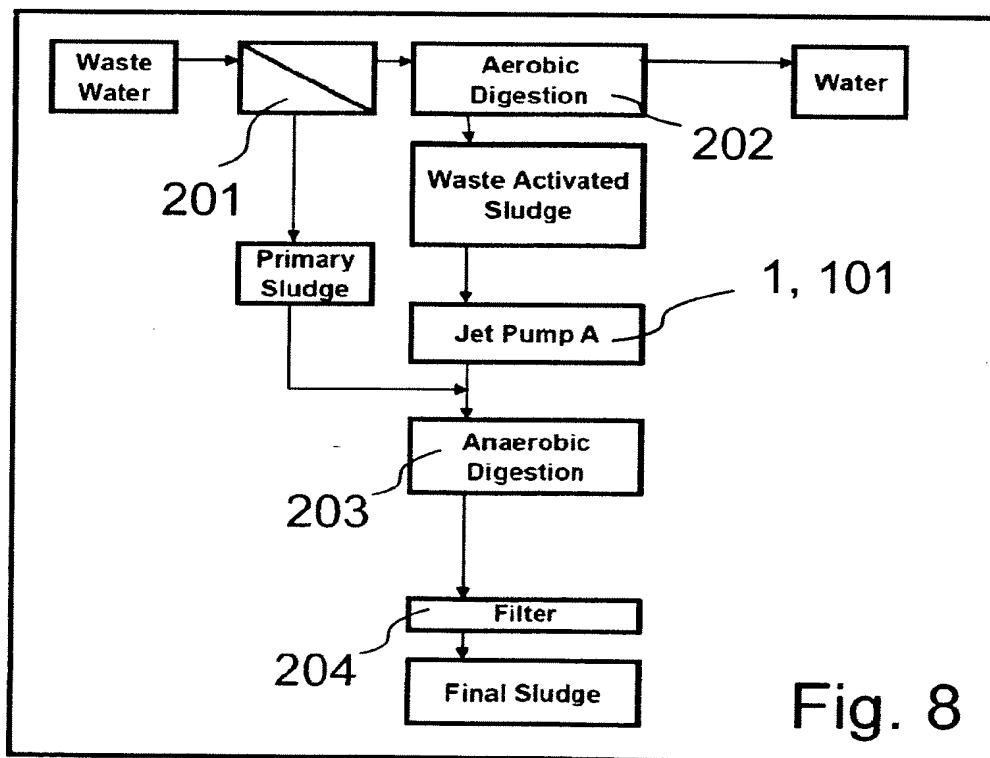 Waste
Water
Aerobic
Digestion
Water
201
202
Waste Activated
Sludge
Primary
Sludge
1, 101
Jet Pump A
Anaerobic
Digestion
203
Filter
204
Final Sludge
Fig. 8